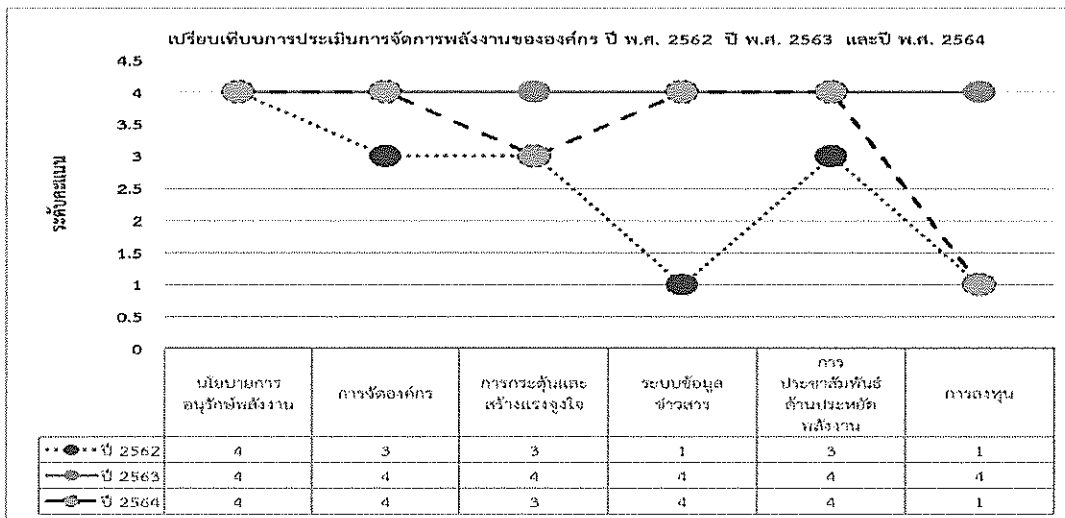 เปรียบเทียบการประเมินการจัดการพลังงานขององค์กร ปี พ.ศ. 2562 ปี พ.ศ. 2563 และปี พ.ศ. 2564
ระดับคะแนน
4.5
4
3.5
3
2.5
2
1.5
1
0.5
0
นโยบายการ
อนุรักษ์พลังงาน
การจัดองค์กร
การกระตุ้นและ
สร้างแรงจูงใจ
ระบบข้อมูล
ข่าวสาร
การ
ประชาสัมพันธ์
ด้านประหยัด
พลังงาน
การลงทุน
ปี 2562 4 3 3 1 3 1
ปี 2563 4 4 4 4 4 4
ปี 2564 4 4 3 4 4 1